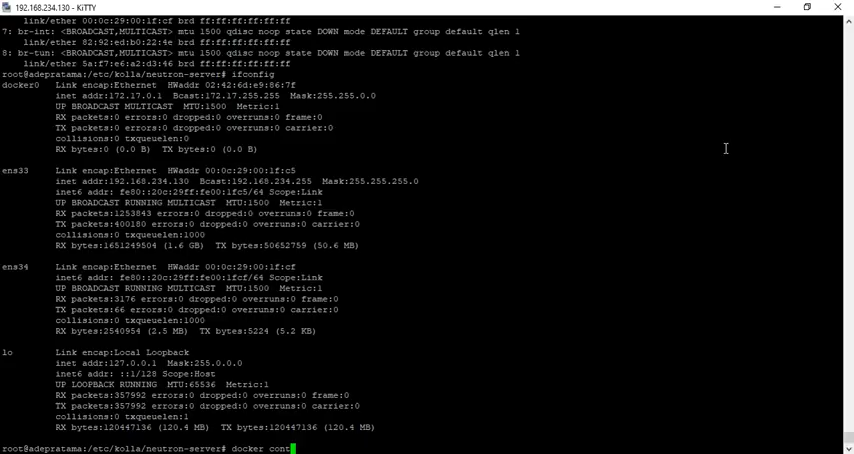 192.168.234.130 - KiTTY
link/ether 00:0c:29:00:1f:cf brd ff:ff:ff:ff:ff:ff
7: br-int: <BROADCAST,MULTICAST> mtu 1500 qdisc noop state DOWN mode DEFAULT group default qlen 1
link/ether 82:92:ed:b0:22:4e brd ff:ff:ff:ff:ff:ff
8: br-tun: <BROADCAST,MULTICAST> mtu 1500 qdisc noop state DOWN mode DEFAULT group default qlen 1
link/ether 5a:f7:e6:a2:d3:46 brd ff:ff:ff:ff:ff:ff
root@adepratama:/etc/kolla/neutron-server# ifconfig
docker0 Link encap:Ethernet HWaddr 02:42:6d:e9:86:7f
inet addr:172.17.0.1 Bcast:172.17.255.255 Mask:255.255.0.0
UP BROADCAST MULTICAST MTU:1500 Metric:1
RX packets:0 errors:0 dropped:0 overruns:0 frame:0
TX packets:0 errors:0 dropped:0 overruns:0 carrier:0
collisions:0 txqueuelen:0
RX bytes:0 (0.0 B) TX bytes:0 (0.0 B)
ens33 Link encap:Ethernet HWaddr 00:0c:29:00:1f:c5
inet addr:192.168.234.130 Bcast:192.168.234.255 Mask:255.255.255.0
inet6 addr: fe80::20c:29ff:fe00:1fc5/64 Scope:Link
UP BROADCAST RUNNING MULTICAST MTU:1500 Metric:1
RX packets:1253843 errors:0 dropped:0 overruns:0 frame:0
TX packets:400180 errors:0 dropped:0 overruns:0 carrier:0
collisions:0 txqueuelen:1000
RX bytes:1651249504 (1.6 GB) TX bytes:50652759 (50.6 MB)
ens34 Link encap:Ethernet HWaddr 00:0c:29:00:1f:cf
inet6 addr: fe80::20c:29ff:fe00:1fcf/64 Scope:Link
UP BROADCAST RUNNING MULTICAST MTU:1500 Metric:1
RX packets:3176 errors:0 dropped:0 overruns:0 frame:0
TX packets:66 errors:0 dropped:0 overruns:0 carrier:0
collisions:0 txqueuelen:1000
RX bytes:2540954 (2.5 MB) TX bytes:5224 (5.2 KB)
lo Link encap:Local Loopback
inet addr:127.0.0.1 Mask:255.0.0.0
inet6 addr: ::1/128 Scope:Host
UP LOOPBACK RUNNING MTU:65536 Metric:1
RX packets:357992 errors:0 dropped:0 overruns:0 frame:0
TX packets:357992 errors:0 dropped:0 overruns:0 carrier:0
collisions:0 txqueuelen:1
RX bytes:120447136 (120.4 MB) TX bytes:120447136 (120.4 MB)
root@adepratama:/etc/kolla/neutron-server# docker cont